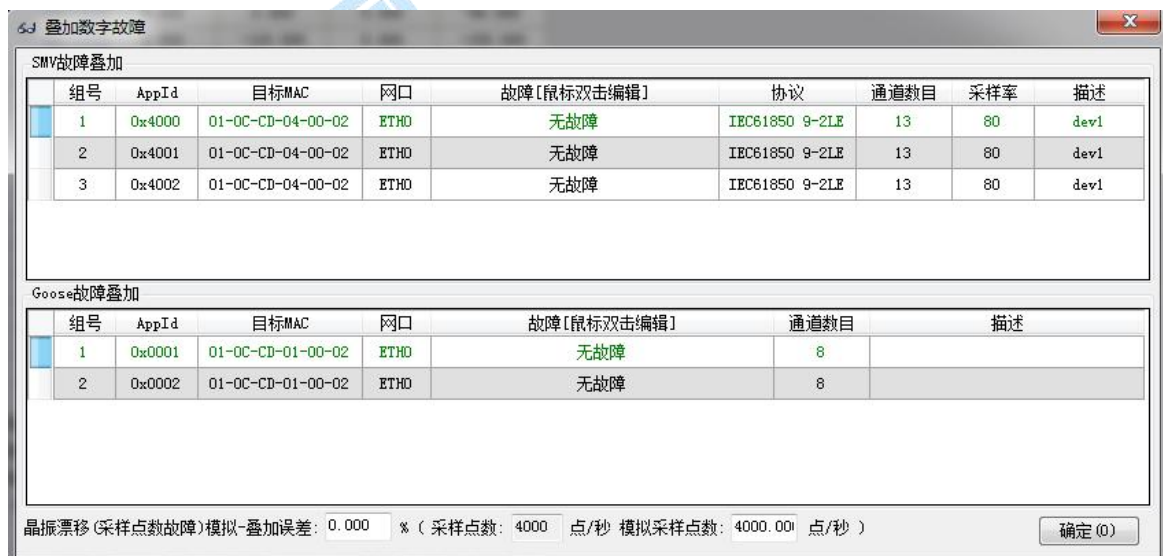 叠加数字故障
SMV故障叠加
组号 AppId 目标MAC 网口 故障[鼠标双击编辑] 协议 通道数目 采样率 描述
1 0x4000 01-0C-CD-04-00-02 ETH0 无故障 IEC61850 9-2LE 13 80 dev1
2 0x4001 01-0C-CD-04-00-02 ETH0 无故障 IEC61850 9-2LE 13 80 dev1
3 0x4002 01-0C-CD-04-00-02 ETH0 无故障 IEC61850 9-2LE 13 80 dev1
Goose故障叠加
组号 AppId 目标MAC 网口 故障[鼠标双击编辑] 通道数目 描述
1 0x0001 01-0C-CD-01-00-02 ETH0 无故障 8
2 0x0002 01-0C-CD-01-00-02 ETH0 无故障 8
晶振漂移(采样点数故障)模拟-叠加误差: 0.000 % ( 采样点数: 4000 点/秒 模拟采样点数: 4000.00 点/秒 ) 确定(O)